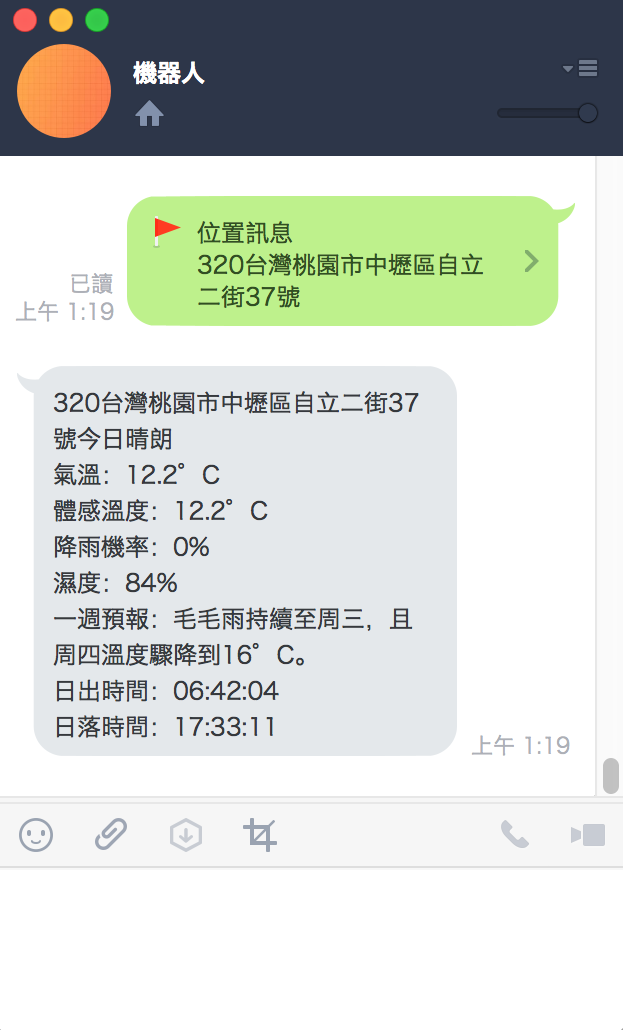 機器人
位置訊息
320台灣桃園市中壢區自立
二街37號
已讀
上午 1:19
320台灣桃園市中壢區自立二街37
號今日晴朗
氣溫：12.2°C
體感溫度：12.2°C
降雨機率：0%
濕度：84%
一週預報：毛毛雨持續至周三，且
周四溫度驟降到16°C。
日出時間：06:42:04
日落時間：17:33:11
上午 1:19